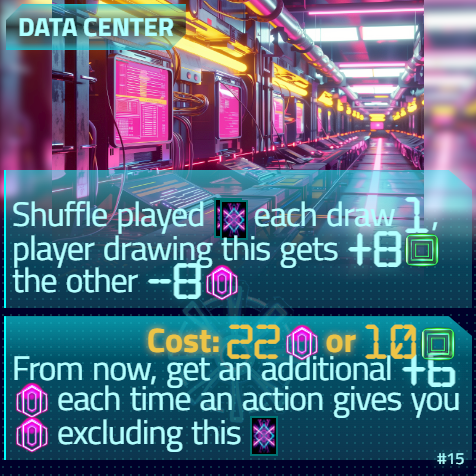 DATA CENTER
Shuffle played each draw 1,
player drawing this gets +8
the other -8
Cost: 22 or 10
From now, get an additional +6
each time an action gives you
excluding this
#15